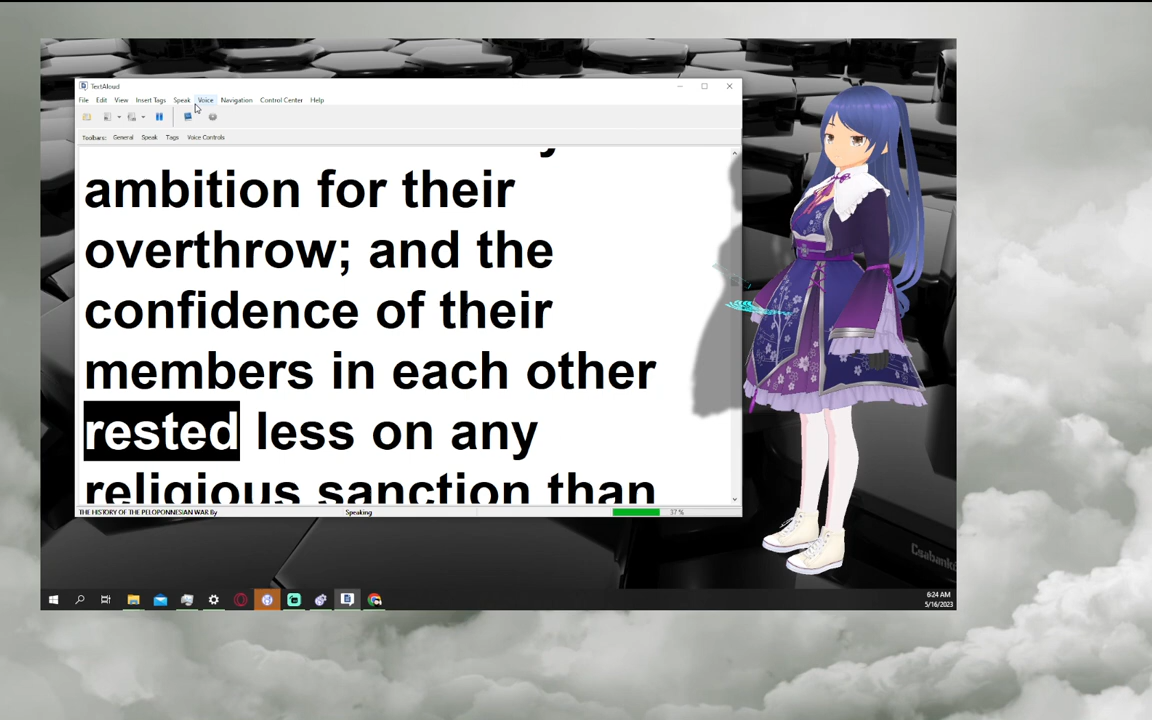 TextAloud
File Edit View Insert Tags Speak Voice Navigation Control Center Help
Toolbars: General Speak Tags Voice Controls
ambition for their
overthrow; and the
confidence of their
members in each other
rested less on any
religious sanction than
THE HISTORY OF THE PELOPONNESIAN WAR By Speaking 37 %
6:24 AM
5/16/2023